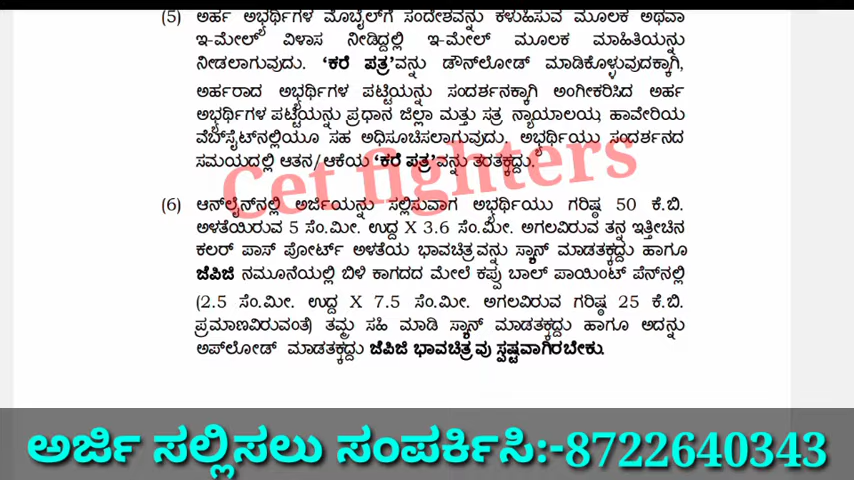 (5) ಅರ್ಹ ಅಭ್ಯರ್ಥಿಗಳ ಮೊಬೈಲ್‌ಗೆ ಸಂದೇಶವನ್ನು ಕಳುಹಿಸುವ ಮೂಲಕ ಅಥವಾ
ಇ-ಮೇಲ್ ವಿಳಾಸ ನೀಡಿದ್ದಲ್ಲಿ ಇ-ಮೇಲ್ ಮೂಲಕ ಮಾಹಿತಿಯನ್ನು
ನೀಡಲಾಗುವುದು. ‘ಕರೆ ಪತ್ರ’ವನ್ನು ಡೌನ್‌ಲೋಡ್ ಮಾಡಿಕೊಳ್ಳುವುದಕ್ಕಾಗಿ,
ಅರ್ಹರಾದ ಅಭ್ಯರ್ಥಿಗಳ ಪಟ್ಟಿಯನ್ನು ಸಂದರ್ಶನಕ್ಕಾಗಿ ಅಂಗೀಕರಿಸಿದ ಅರ್ಹ
ಅಭ್ಯರ್ಥಿಗಳ ಪಟ್ಟಿಯನ್ನು ಪ್ರಧಾನ ಜಿಲ್ಲಾ ಮತ್ತು ಸತ್ರ ನ್ಯಾಯಾಲಯ, ಹಾವೇರಿಯ
ವೆಬ್‌ಸೈಟ್‌ನಲ್ಲಿಯೂ ಸಹ ಅಧಿಸೂಚಿಸಲಾಗುವುದು. ಅಭ್ಯರ್ಥಿಯು ಸಂದರ್ಶನದ
ಸಮಯದಲ್ಲಿ ಆತನ/ಆಕೆಯ ‘ಕರೆ ಪತ್ರ’ವನ್ನು ತರತಕ್ಕದ್ದು.
Cet fighters
(6) ಆನ್‌ಲೈನ್‌ನಲ್ಲಿ ಅರ್ಜಿಯನ್ನು ಸಲ್ಲಿಸುವಾಗ ಅಭ್ಯರ್ಥಿಯು ಗರಿಷ್ಠ 50 ಕೆ.ಬಿ.
ಅಳತೆಯಿರುವ 5 ಸೆಂ.ಮೀ. ಉದ್ದ X 3.6 ಸೆಂ.ಮೀ. ಅಗಲವಿರುವ ತನ್ನ ಇತ್ತೀಚಿನ
ಕಲರ್ ಪಾಸ್ ಪೋರ್ಟ್ ಅಳತೆಯ ಭಾವಚಿತ್ರವನ್ನು ಸ್ಕ್ಯಾನ್ ಮಾಡತಕ್ಕದ್ದು ಹಾಗೂ
ಜೆಪಿಜಿ ನಮೂನೆಯಲ್ಲಿ ಬಿಳಿ ಕಾಗದದ ಮೇಲೆ ಕಪ್ಪು ಬಾಲ್ ಪಾಯಿಂಟ್ ಪೆನ್‌ನಲ್ಲಿ
(2.5 ಸೆಂ.ಮೀ. ಉದ್ದ X 7.5 ಸೆಂ.ಮೀ. ಅಗಲವಿರುವ ಗರಿಷ್ಠ 25 ಕೆ.ಬಿ.
ಪ್ರಮಾಣವಿರುವಂತೆ) ತಮ್ಮ ಸಹಿ ಮಾಡಿ ಸ್ಕ್ಯಾನ್ ಮಾಡತಕ್ಕದ್ದು ಹಾಗೂ ಅದನ್ನು
ಅಪ್‌ಲೋಡ್ ಮಾಡತಕ್ಕದ್ದು ಜೆಪಿಜಿ ಭಾವಚಿತ್ರವು ಸ್ಪಷ್ಟವಾಗಿರಬೇಕು.
ಅರ್ಜಿ ಸಲ್ಲಿಸಲು ಸಂಪರ್ಕಿಸಿ:-8722640343